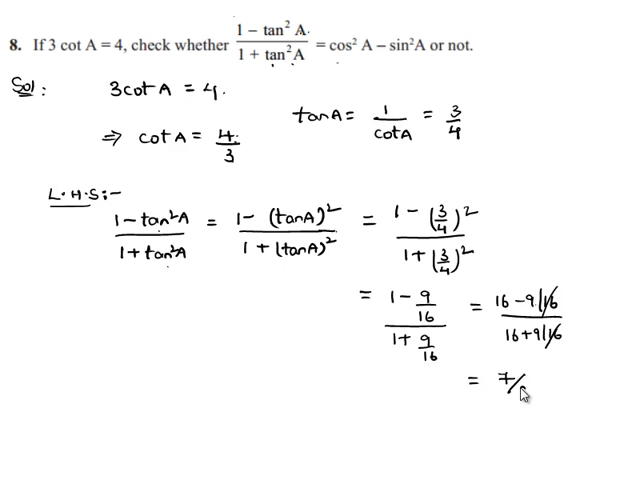 8. If 3 cot A = 4, check whether (1 – tan² A)/(1 + tan² A) = cos² A – sin² A or not.
Sol :
3cotA = 4.
⇒ cotA = 4/3
tanA = 1/cotA = 3/4
L.H.S:-
(1-tan²A)/(1+tan²A) = (1-(tanA)²)/(1+(tanA)²) = (1-(3/4)²)/(1+(3/4)²)
= (1-9/16)/(1+9/16) = (16-9/16)/(16+9/16)
= 7/